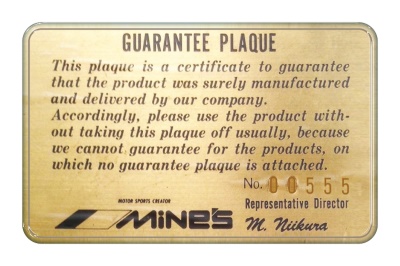 GUARANTEE PLAQUE
This plaque is a certificate to guarantee
that the product was surely manufactured
and delivered by our company.
Accordingly, please use the product with-
out taking this plaque off usually, because
we cannot guarantee for the products, on
which no guarantee plaque is attached.
No. 00555
MOTOR SPORTS CREATOR
MiNE'S
Representative Director
M. Niikura